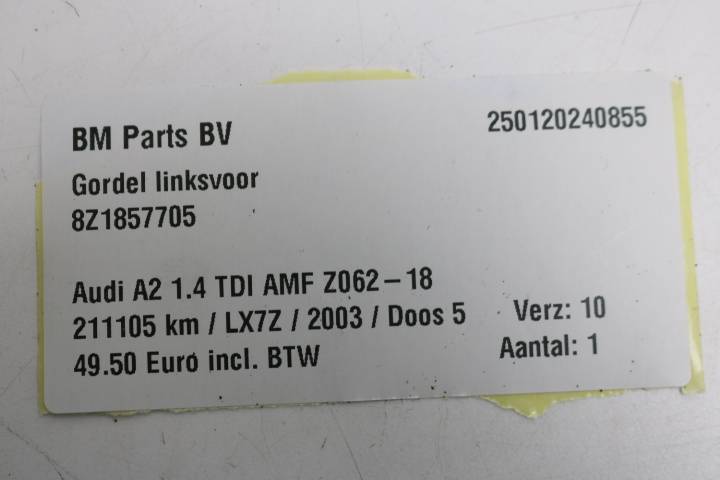 BM Parts BV 250120240855
Gordel linksvoor
8Z1857705
Audi A2 1.4 TDI AMF Z062-18
211105 km / LX7Z / 2003 / Doos 5 Verz: 10
49.50 Euro incl. BTW Aantal: 1